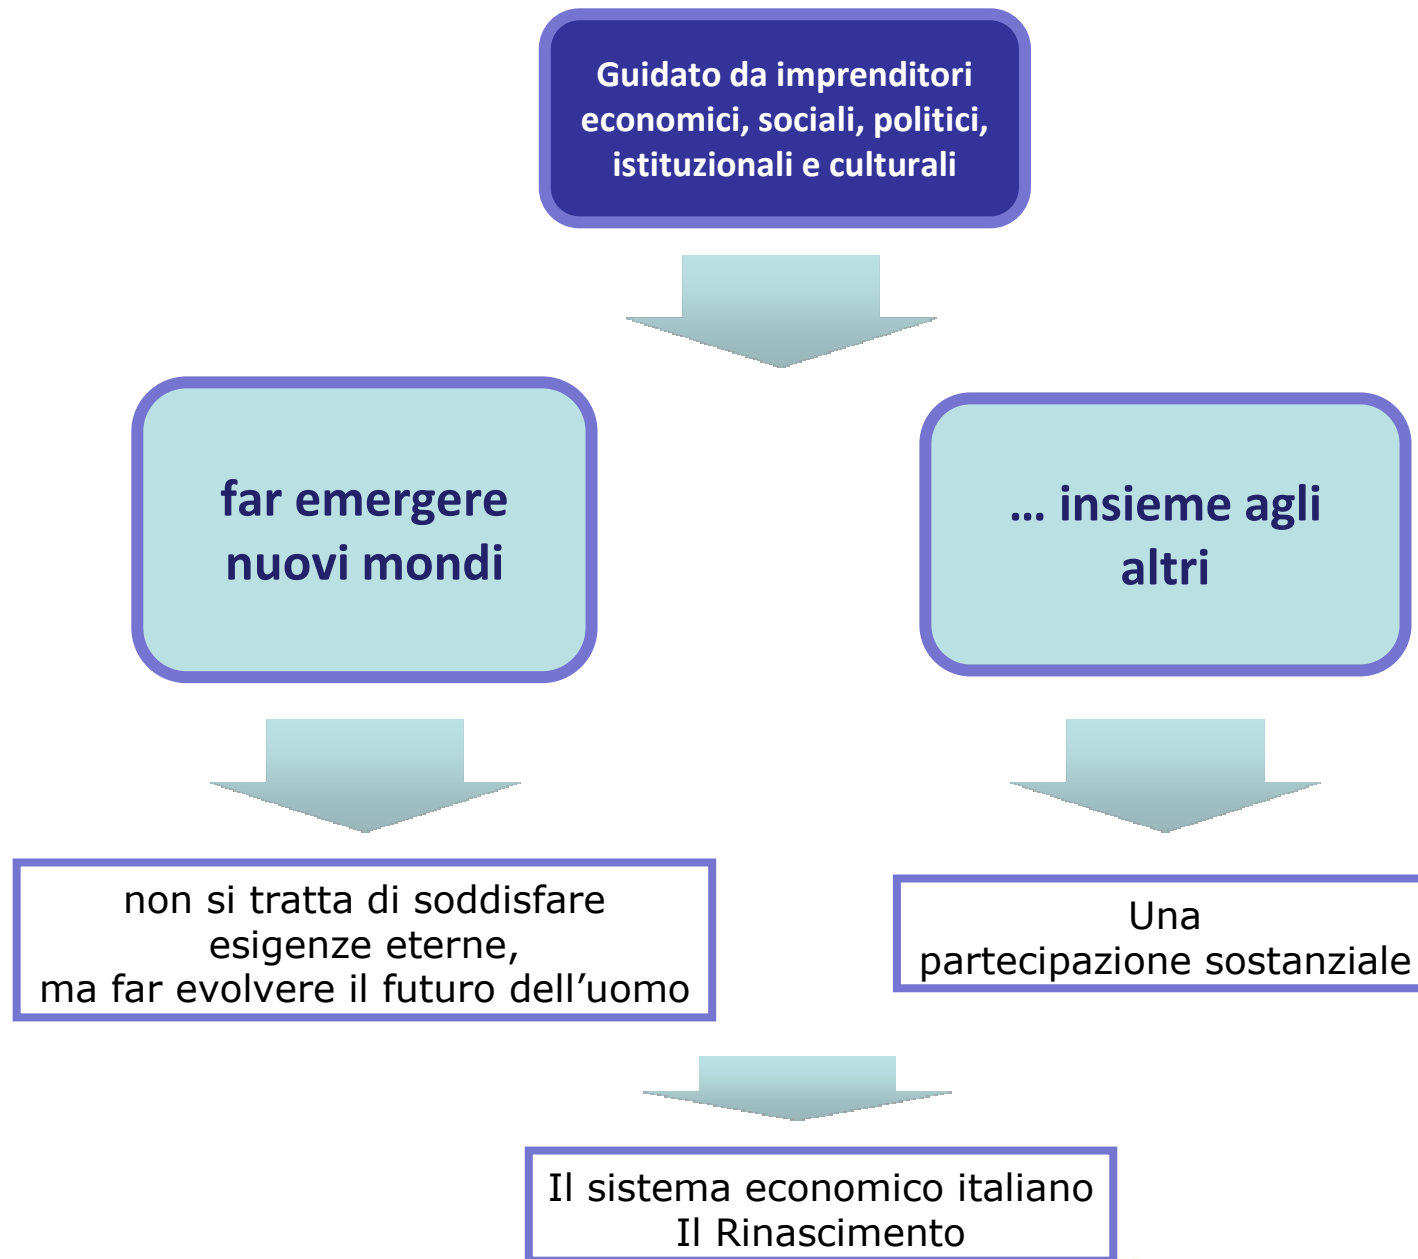 Guidato da imprenditori
economici, sociali, politici,
istituzionali e culturali
far emergere
nuovi mondi
... insieme agli
altri
non si tratta di soddisfare
esigenze eterne,
ma far evolvere il futuro dell’uomo
Una
partecipazione sostanziale
Il sistema economico italiano
Il Rinascimento